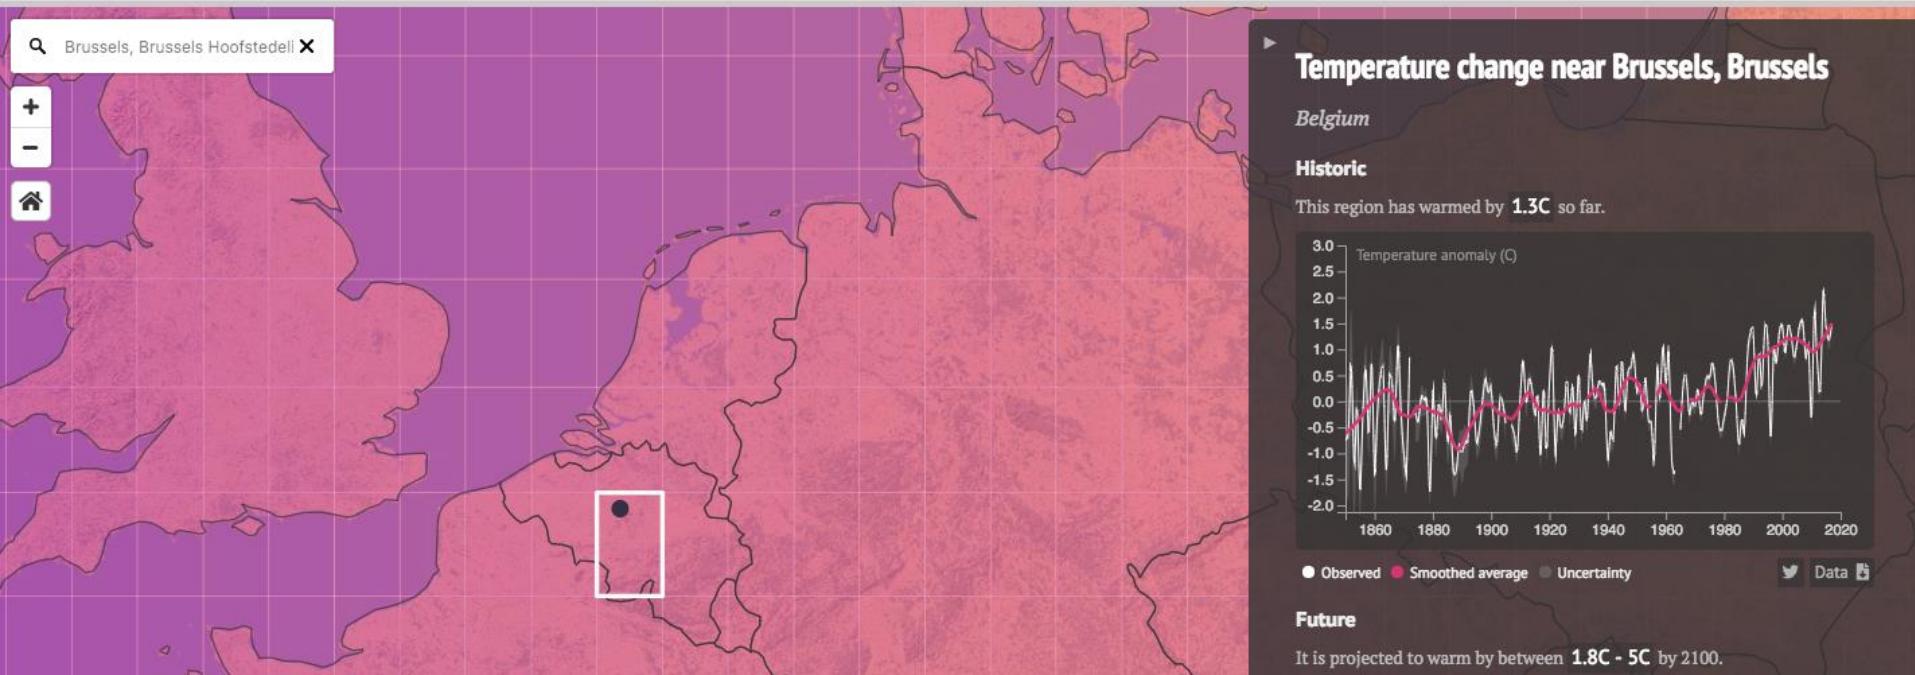 Brussels, Brussels Hoofstedeli
+
−
Temperature change near Brussels, Brussels
Belgium
Historic
This region has warmed by 1.3C so far.
Temperature anomaly (C)
3.0
2.5
2.0
1.5
1.0
0.5
0.0
-0.5
-1.0
-1.5
-2.0
1860 1880 1900 1920 1940 1960 1980 2000 2020
Observed Smoothed average Uncertainty Data
Future
It is projected to warm by between 1.8C - 5C by 2100.